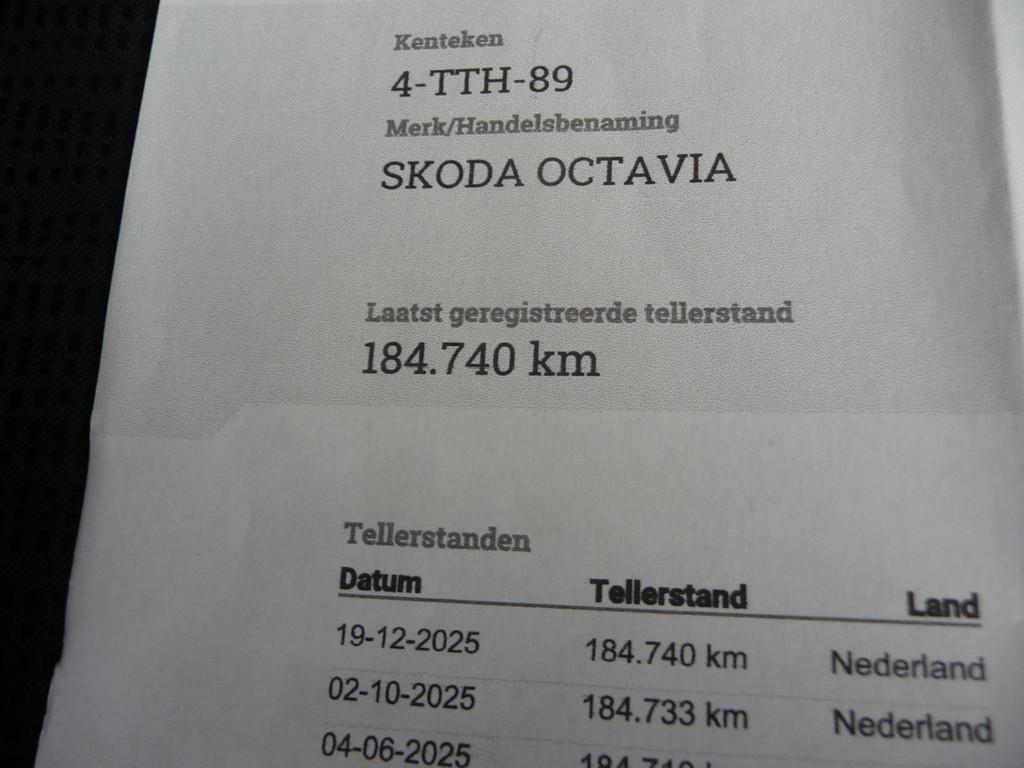 Kenteken
4-TTH-89
Merk/Handelsbenaming
SKODA OCTAVIA
Laatst geregistreerde tellerstand
184.740 km
Tellerstanden
Datum Tellerstand Land
19-12-2025 184.740 km Nederland
02-10-2025 184.733 km Nederland
04-06-2025